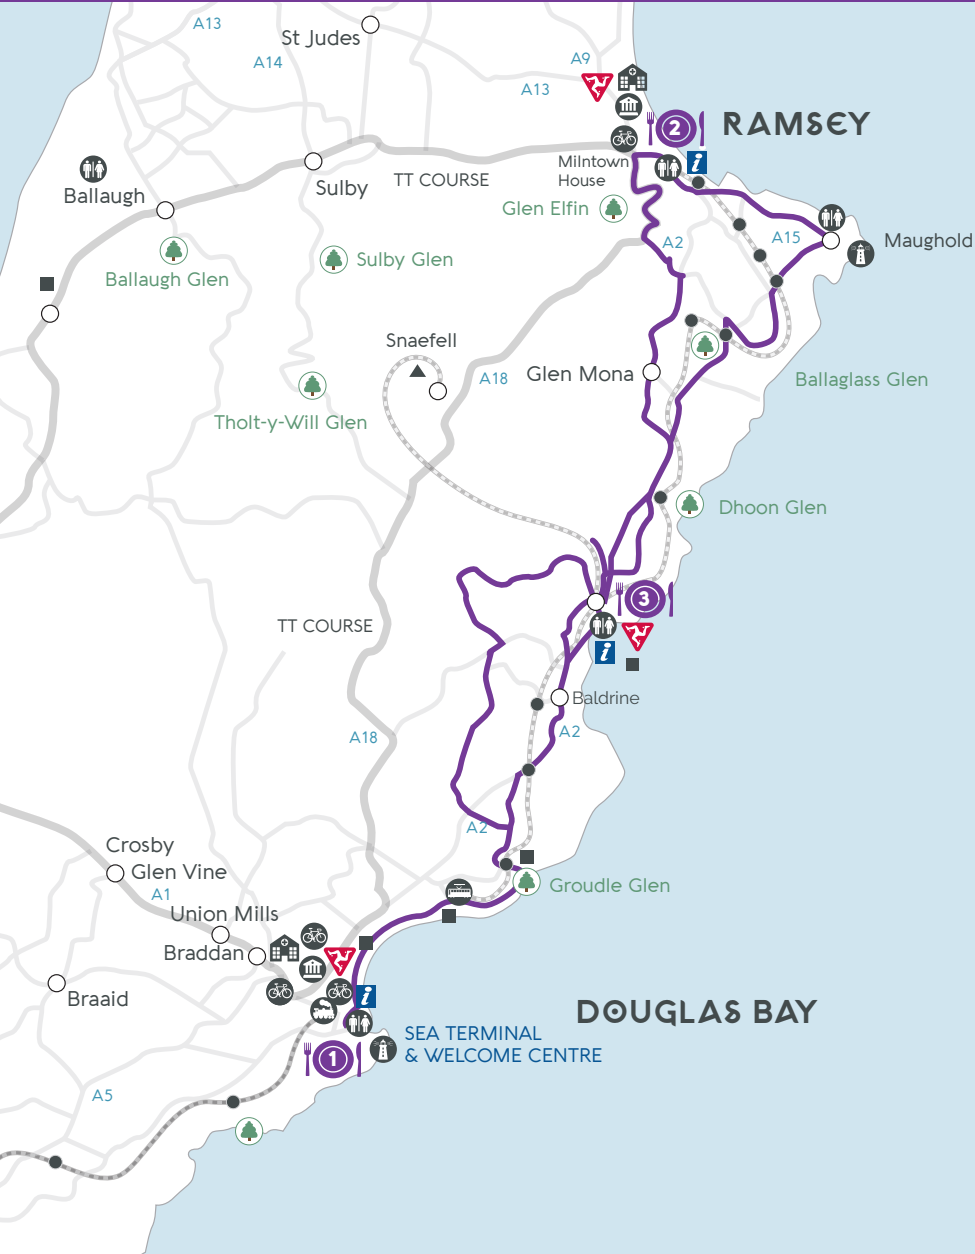 A13
St Judes
A14
A9
A13
2
RAMSEY
Milntown
House
Ballaugh
Sulby
TT COURSE
i
Glen Elfin
A2
A15
Maughold
Sulby Glen
Ballaugh Glen
Snaefell
Glen Mona
A18
Ballaglass Glen
Tholt-y-Will Glen
Dhoon Glen
3
TT COURSE
i
Baldrine
A18
A2
A2
Crosby
Glen Vine
A1
Groudle Glen
Union Mills
Braddan
Braaid
i
DOUGLAS BAY
SEA TERMINAL
& WELCOME CENTRE
1
A5